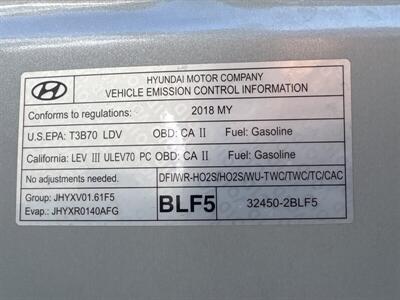 HYUNDAI MOTOR COMPANY
VEHICLE EMISSION CONTROL INFORMATION
Conforms to regulations: 2018 MY
U.S.EPA: T3B70 LDV OBD: CA II Fuel: Gasoline
California: LEV III ULEV70 PC OBD: CA II Fuel: Gasoline
No adjustments needed. DFI/WR-HO2S/HO2S/WU-TWC/TWC/TC/CAC
Group: JHYXV01.61F5
Evap.: JHYXR0140AFG
BLF5
32450-2BLF5